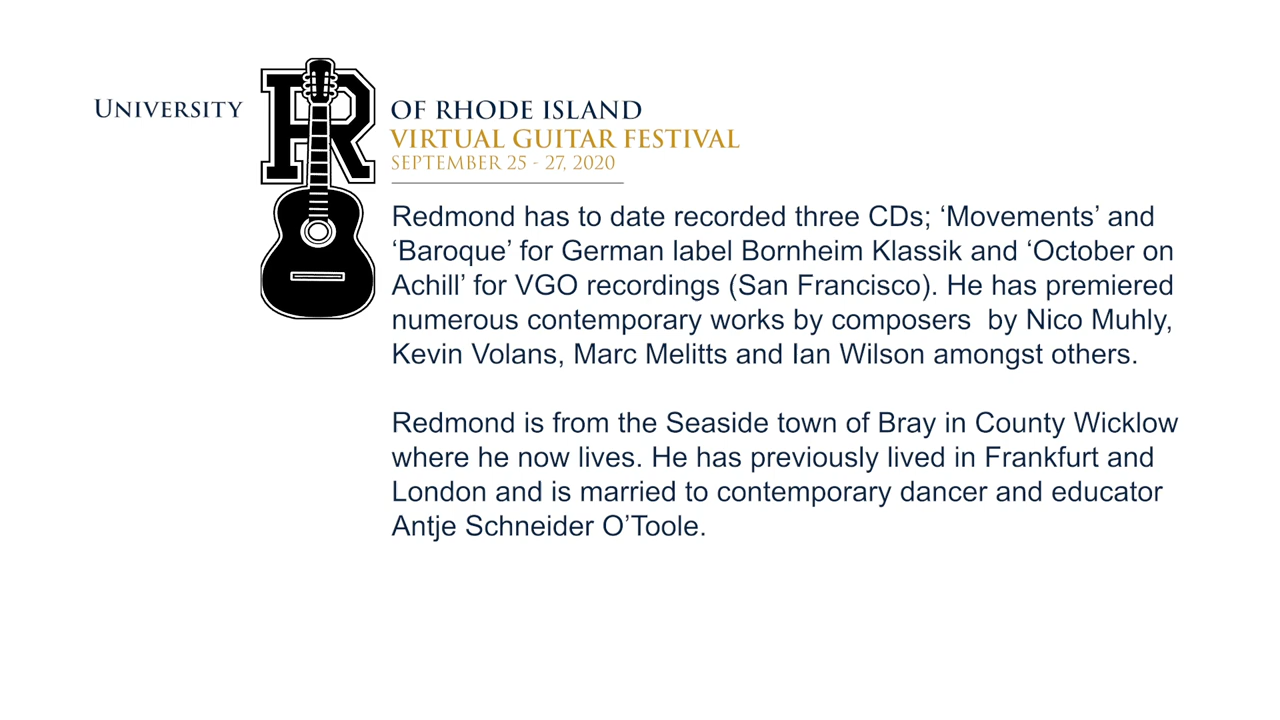 UNIVERSITY OF RHODE ISLAND
VIRTUAL GUITAR FESTIVAL
SEPTEMBER 25 - 27, 2020
R
Redmond has to date recorded three CDs; ‘Movements’ and
‘Baroque’ for German label Bornheim Klassik and ‘October on
Achill’ for VGO recordings (San Francisco). He has premiered
numerous contemporary works by composers  by Nico Muhly,
Kevin Volans, Marc Melitts and Ian Wilson amongst others.
Redmond is from the Seaside town of Bray in County Wicklow
where he now lives. He has previously lived in Frankfurt and
London and is married to contemporary dancer and educator
Antje Schneider O’Toole.